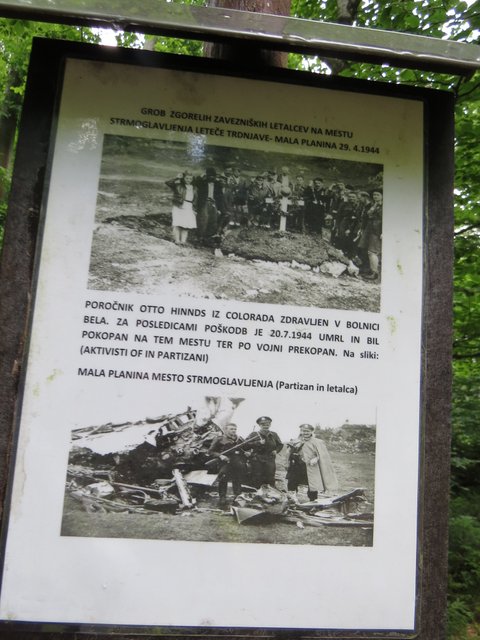 GROB ZGORELIH ZAVEZNIŠKIH LETALCEV NA MESTU
STRMOGLAVLJENJA LETEČE TRDNJAVE- MALA PLANINA 29. 4.1944
POROČNIK OTTO HINNDS IZ COLORADA ZDRAVLJEN V BOLNICI
BELA. ZA POSLEDICAMI POŠKODB JE 20.7.1944 UMRL IN BIL
POKOPAN NA TEM MESTU TER PO VOJNI PREKOPAN. Na sliki:
(AKTIVISTI OF IN PARTIZANI)
MALA PLANINA MESTO STRMOGLAVLJENJA (Partizan in letalca)